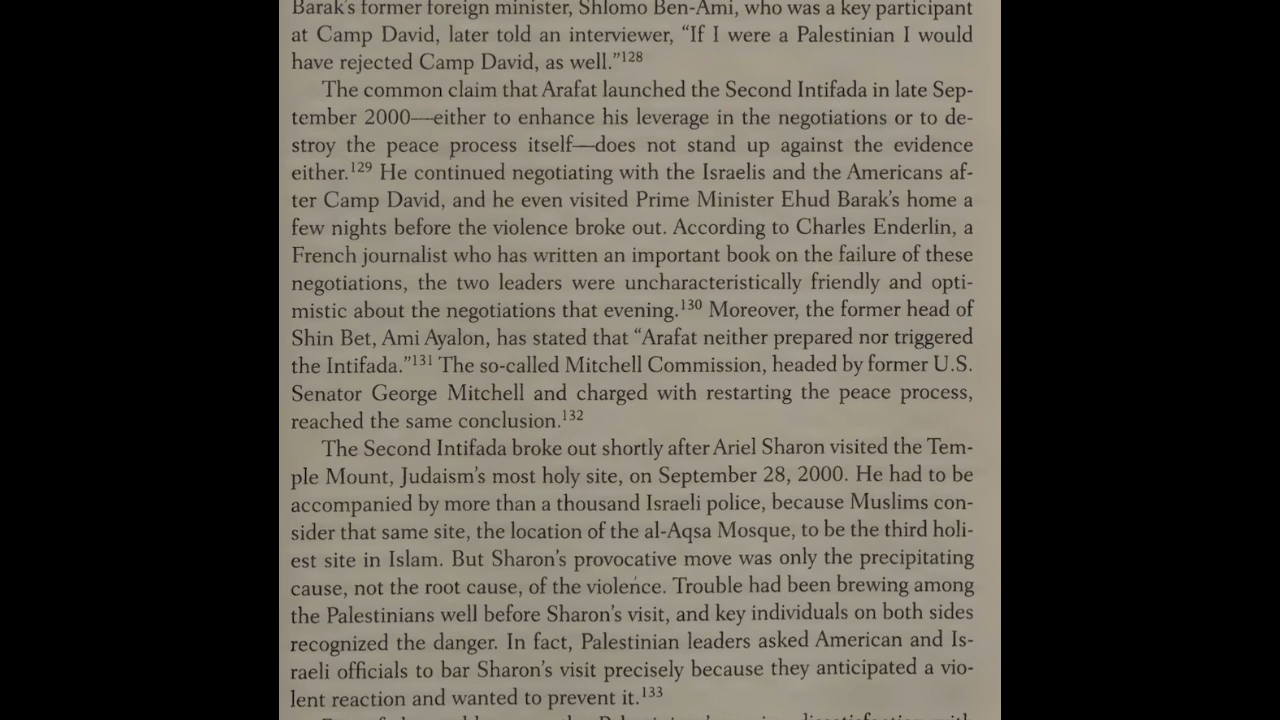 Barak's former foreign minister, Shlomo Ben-Ami, who was a key participant
at Camp David, later told an interviewer, "If I were a Palestinian I would
have rejected Camp David, as well."128
The common claim that Arafat launched the Second Intifada in late Sep-
tember 2000—either to enhance his leverage in the negotiations or to de-
stroy the peace process itself—does not stand up against the evidence
either.129 He continued negotiating with the Israelis and the Americans af-
ter Camp David, and he even visited Prime Minister Ehud Barak's home a
few nights before the violence broke out. According to Charles Enderlin, a
French journalist who has written an important book on the failure of these
negotiations, the two leaders were uncharacteristically friendly and opti-
mistic about the negotiations that evening.130 Moreover, the former head of
Shin Bet, Ami Ayalon, has stated that "Arafat neither prepared nor triggered
the Intifada."131 The so-called Mitchell Commission, headed by former U.S.
Senator George Mitchell and charged with restarting the peace process,
reached the same conclusion.132
The Second Intifada broke out shortly after Ariel Sharon visited the Tem-
ple Mount, Judaism's most holy site, on September 28, 2000. He had to be
accompanied by more than a thousand Israeli police, because Muslims con-
sider that same site, the location of the al-Aqsa Mosque, to be the third holi-
est site in Islam. But Sharon's provocative move was only the precipitating
cause, not the root cause, of the violence. Trouble had been brewing among
the Palestinians well before Sharon's visit, and key individuals on both sides
recognized the danger. In fact, Palestinian leaders asked American and Is-
raeli officials to bar Sharon's visit precisely because they anticipated a vio-
lent reaction and wanted to prevent it.133